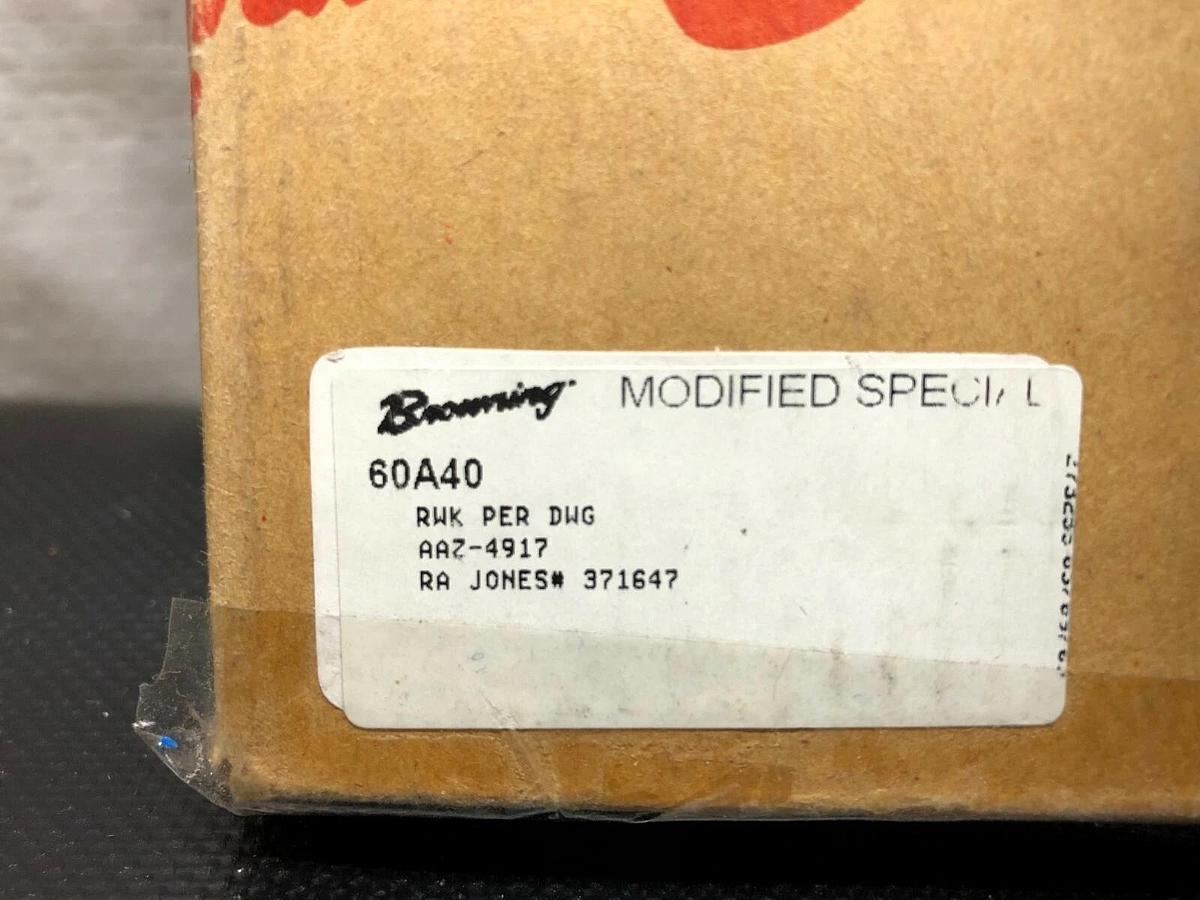 Browning MODIFIED SPECIAL
60A40
RWK PER DWG
AAZ-4917
RA JONES# 371647